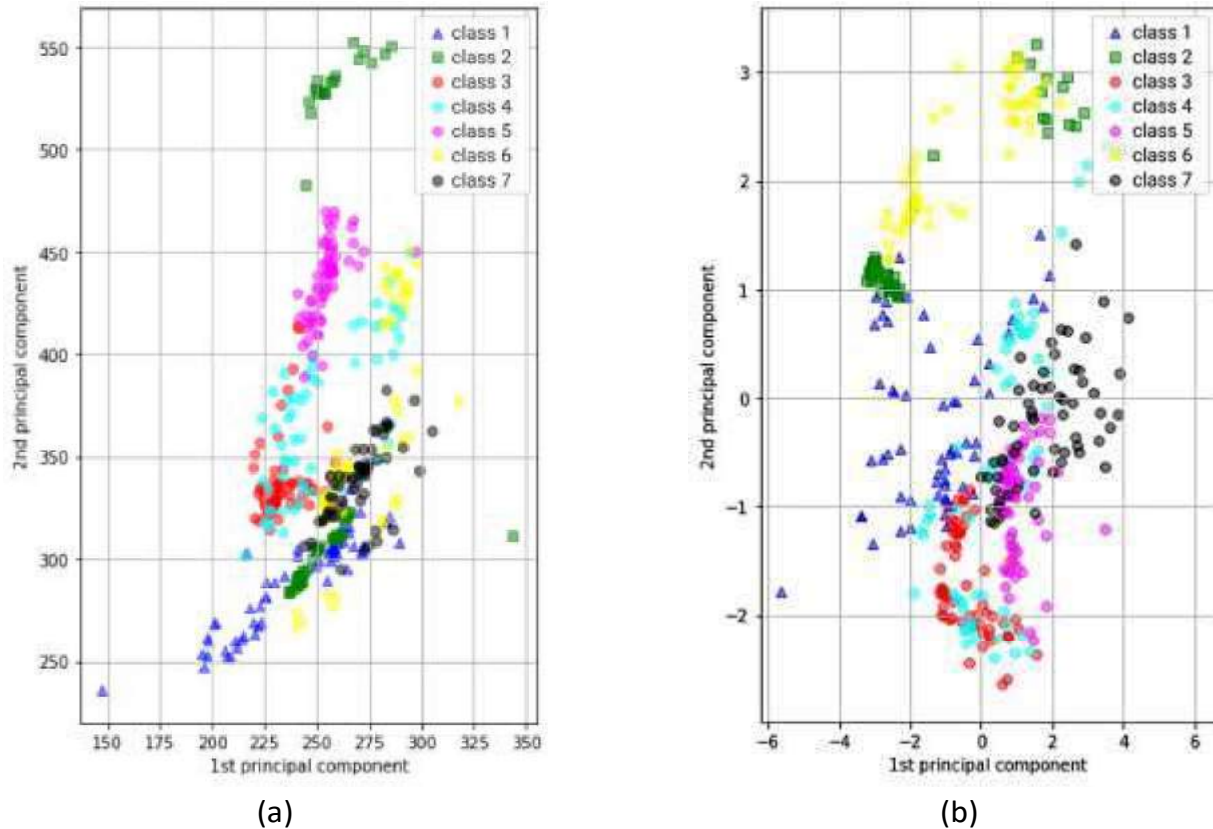 550
500
450
400
350
300
250
2nd principal component
150
175
200
225
250
275
300
325
350
1st principal component
class 1
class 2
class 3
class 4
class 5
class 6
class 7
(a)
3
2
1
0
−1
−2
2nd principal component
−6
−4
−2
0
2
4
6
1st principal component
class 1
class 2
class 3
class 4
class 5
class 6
class 7
(b)